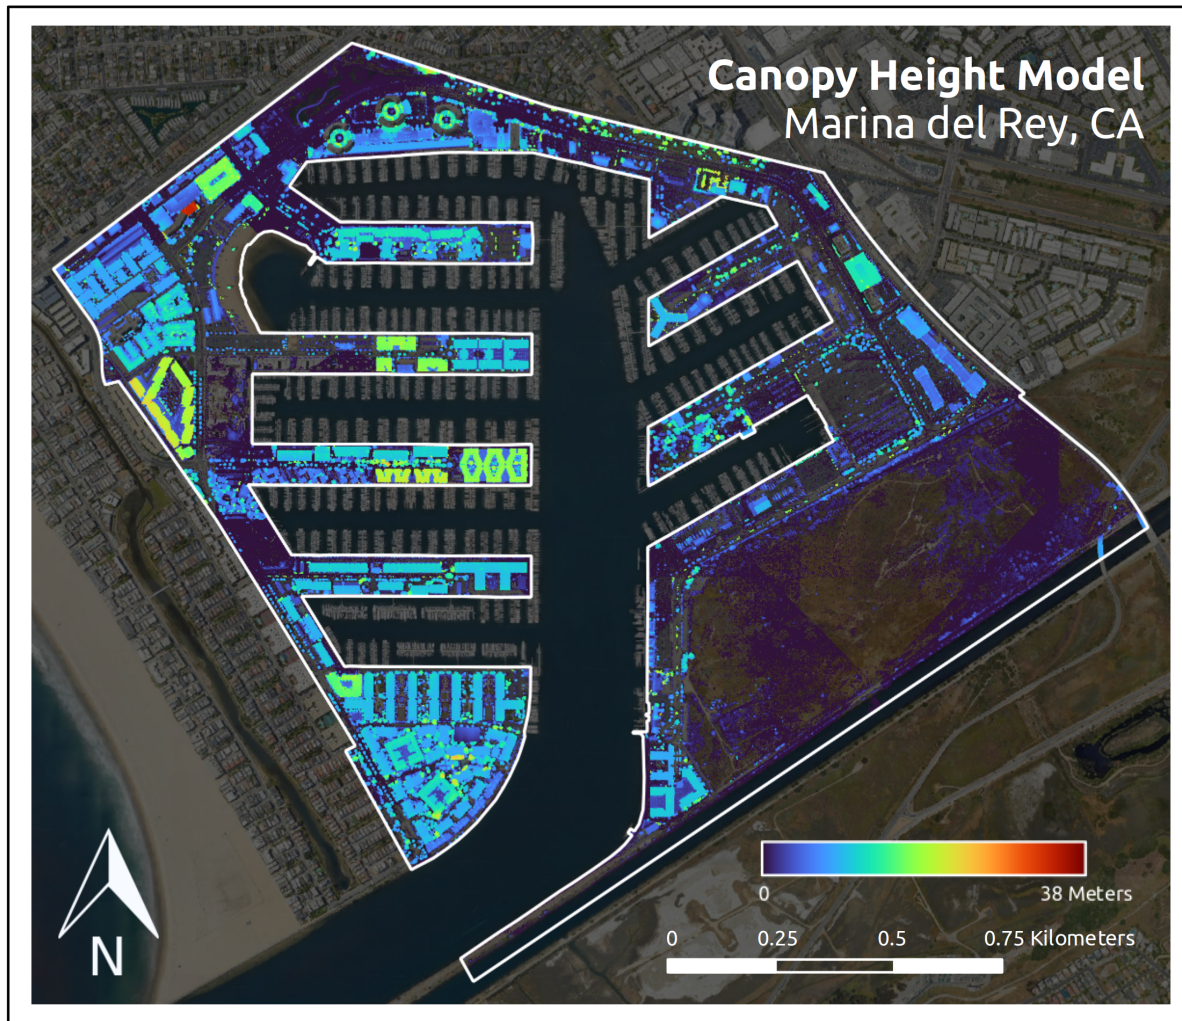 Canopy Height Model
Marina del Rey, CA
0
38 Meters
0
0.25
0.5
0.75 Kilometers
N